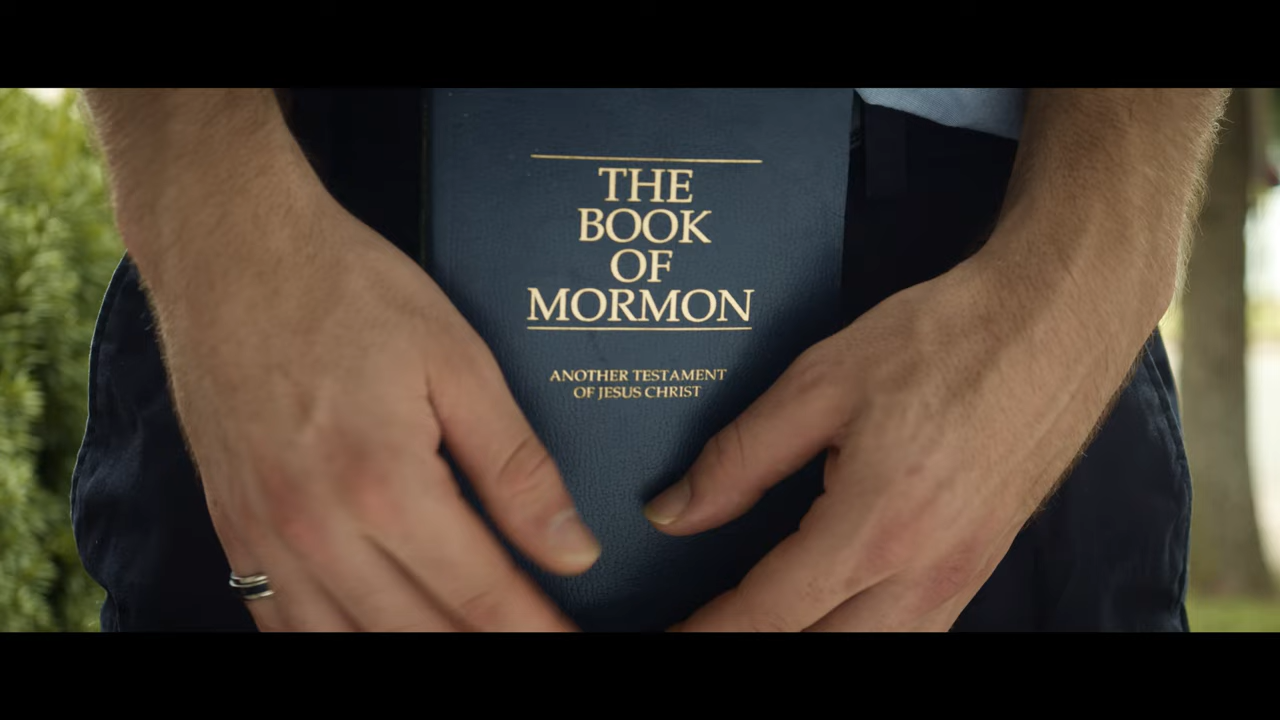 THE
BOOK
OF
MORMON
ANOTHER TESTAMENT
OF JESUS CHRIST